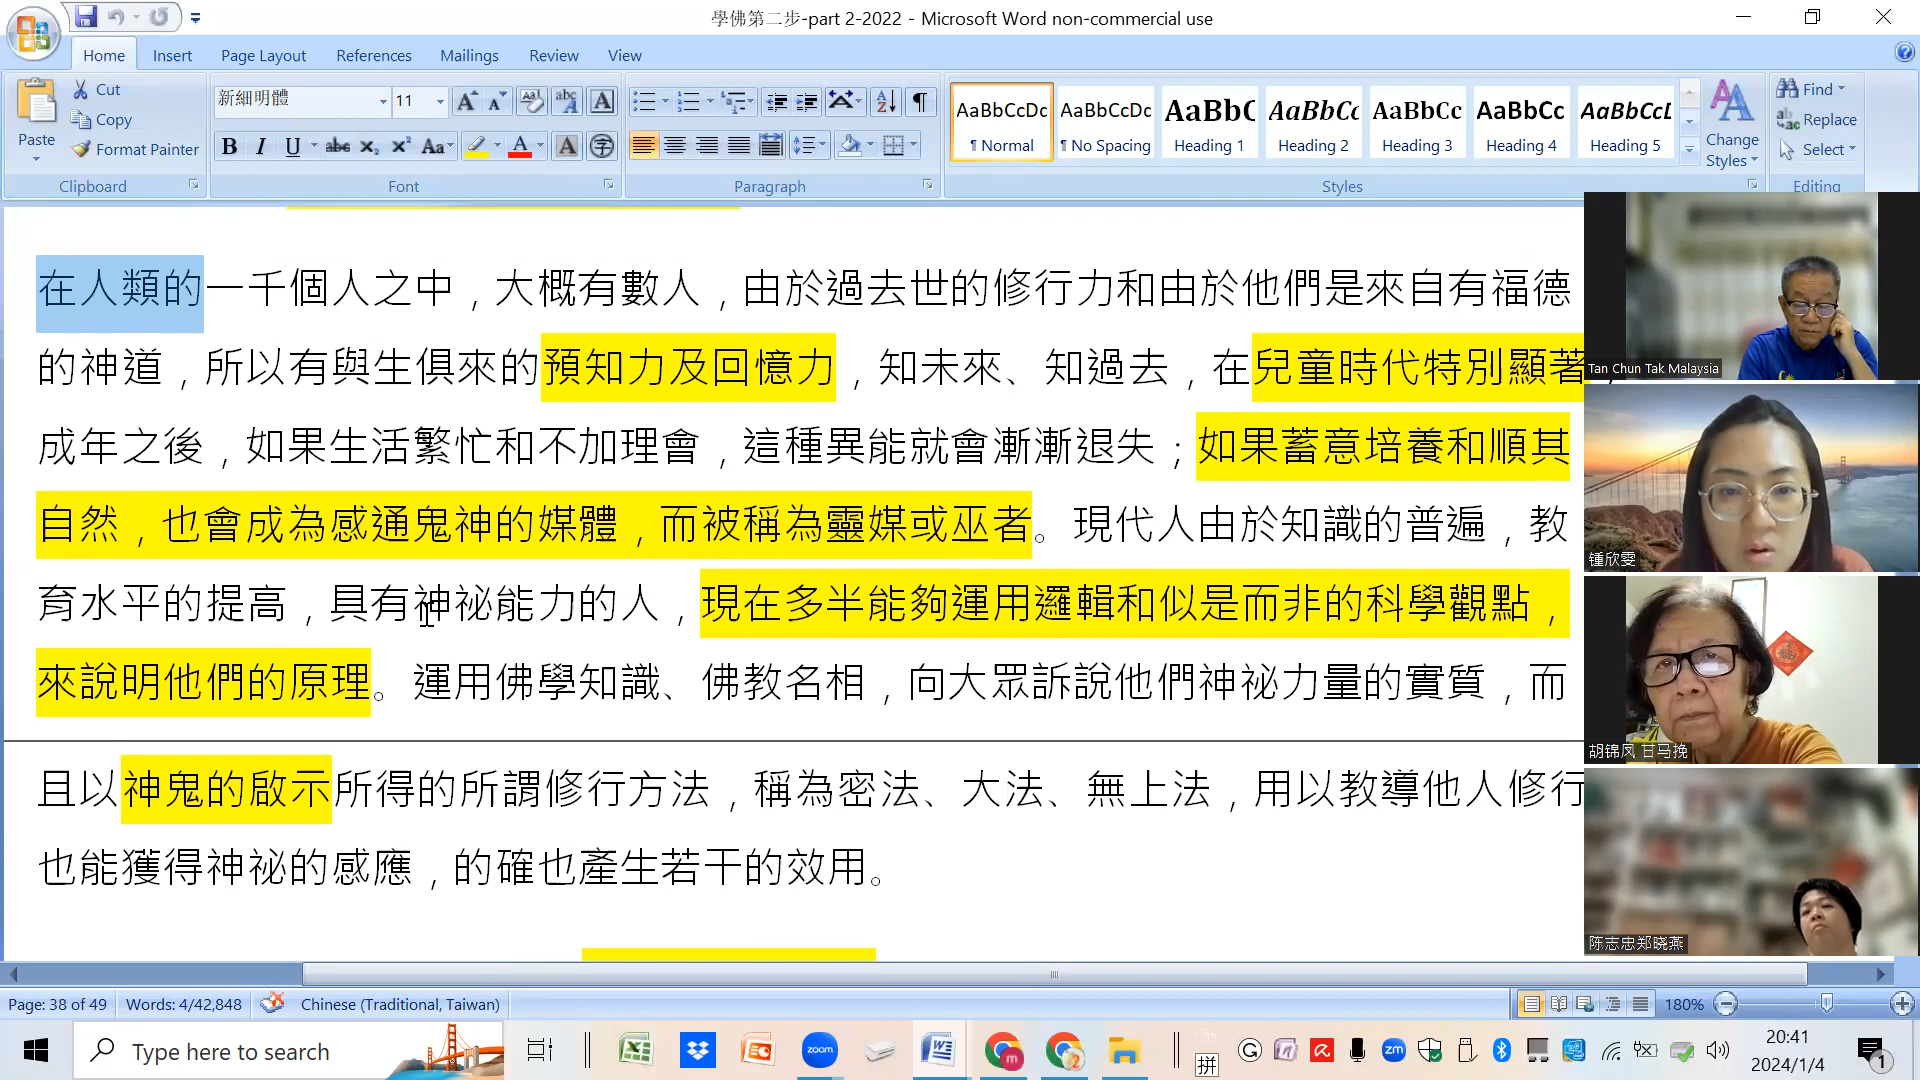 學佛第二步-part 2-2022 - Microsoft Word non-commercial use
Home Insert Page Layout References Mailings Review View
Paste
Cut
Copy
Format Painter
Clipboard
新細明體 11
Font
Paragraph
AaBbCcDc AaBbCcDc AaBbC AaBbCc AaBbCc AaBbCc AaBbCcI
¶ Normal ¶ No Spacing Heading 1 Heading 2 Heading 3 Heading 4 Heading 5
Change Styles
Styles
Find
Replace
Select
Editing
在人類的一千個人之中，大概有數人，由於過去世的修行力和由於他們是來自有福德
的神道，所以有與生俱來的預知力及回憶力，知未來、知過去，在兒童時代特別顯著，
成年之後，如果生活繁忙和不加理會，這種異能就會漸漸退失；如果蓄意培養和順其
自然，也會成為感通鬼神的媒體，而被稱為靈媒或巫者。現代人由於知識的普遍，教
育水平的提高，具有神祕能力的人，現在多半能夠運用邏輯和似是而非的科學觀點，
來說明他們的原理。運用佛學知識、佛教名相，向大眾訴說他們神祕力量的實質，而
且以神鬼的啟示所得的所謂修行方法，稱為密法、大法、無上法，用以教導他人修行
也能獲得神祕的感應，的確也產生若干的效用。
Tan Chun Tak Malaysia
锺欣雯
胡锦凤 甘马挽
陈志忠郑晓燕
Page: 38 of 49 Words: 4/42,848 Chinese (Traditional, Taiwan) 180%
Type here to search
zoom
拼
zm
20:41
2024/1/4
1